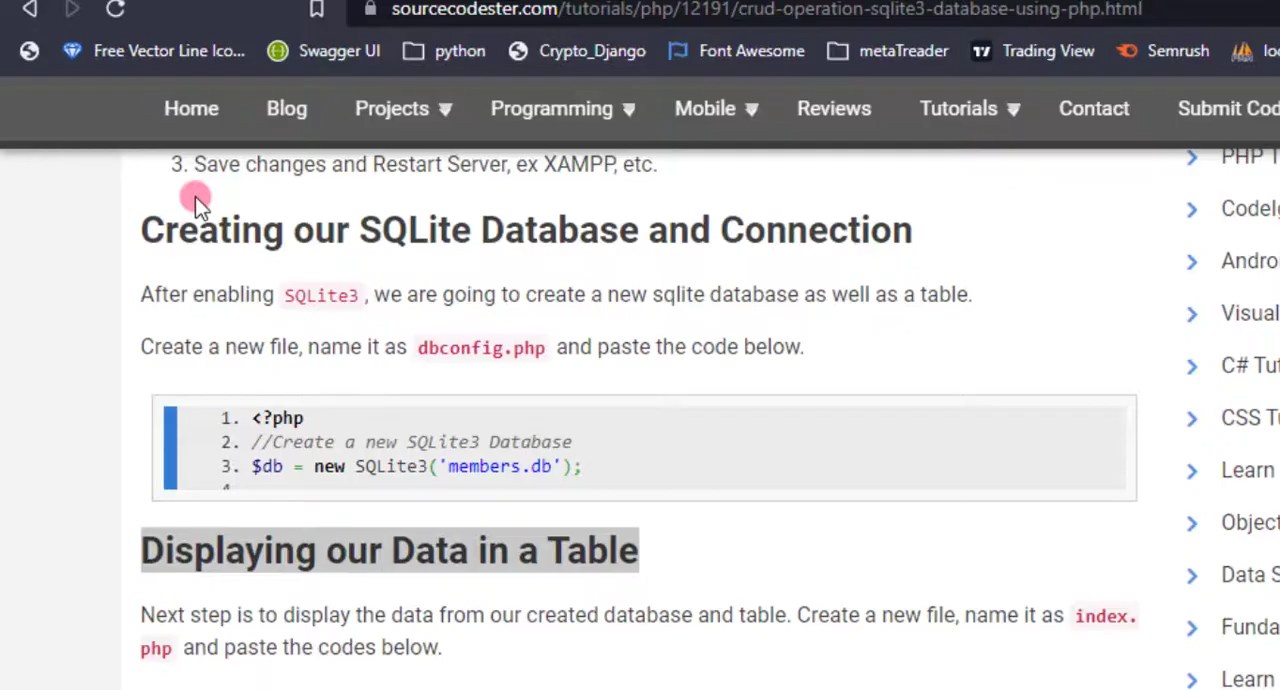 sourcecodester.com/tutorials/php/12191/crud-operation-sqlite3-database-using-php.html
Free Vector Line Ico... Swagger UI python Crypto_Django Font Awesome metaTreader Trading View Semrush
Home Blog Projects Programming Mobile Reviews Tutorials Contact Submit Cod
3. Save changes and Restart Server, ex XAMPP, etc.
PHP T
Creating our SQLite Database and Connection
CodeIg
Andro
After enabling SQLite3, we are going to create a new sqlite database as well as a table.
Visual
Create a new file, name it as dbconfig.php and paste the code below.
C# Tut
1. <?php
CSS Tu
2. //Create a new SQLite3 Database
3. $db = new SQLite3('members.db');
Learn
Object
Displaying our Data in a Table
Data S
Next step is to display the data from our created database and table. Create a new file, name it as index.
php and paste the codes below.
Funda
Learn